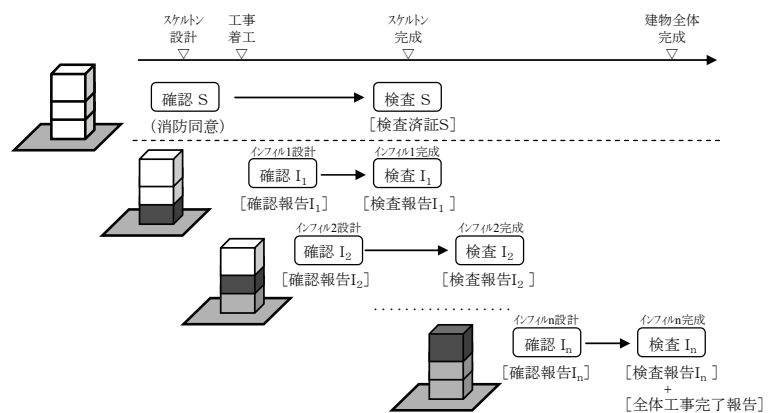 スケルトン設計
工事着工
スケルトン完成
建物全体完成
確認 S
検査 S
(消防同意)
[検査済証S]
インフィル1設計
インフィル1完成
確認 I₁
検査 I₁
[確認報告I₁]
[検査報告I₁ ]
インフィル2設計
インフィル2完成
確認 I₂
検査 I₂
[確認報告I₂]
[検査報告I₂ ]
インフィルn設計
インフィルn完成
確認 Iₙ
検査 Iₙ
[確認報告Iₙ]
[検査報告Iₙ ]
+
[全体工事完了報告]